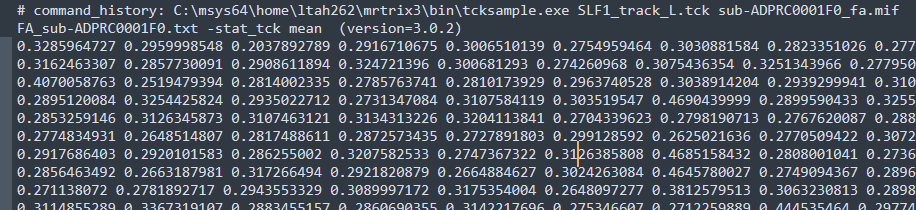 # command_history: C:\msys64\home\ltah262\mrtrix3\bin\tcksample.exe SLF1_track_L.tck sub-ADPRC0001F0_fa.mif
FA_sub-ADPRC0001F0.txt -stat_tck mean  (version=3.0.2)
0.3285964727 0.2959998548 0.2037892789 0.2916710675 0.3006510139 0.2754959464 0.3030881584 0.2823351026 0.277
0.3162463307 0.2857730091 0.2908611894 0.324721396 0.300681293 0.274260968 0.3075436354 0.3251343966 0.277950
0.4070058763 0.2519479394 0.2814002335 0.2785763741 0.2810173929 0.2963740528 0.3038914204 0.2939299941 0.310
0.2895120084 0.3254425824 0.2935022712 0.2731347084 0.3107584119 0.303519547 0.4690439999 0.2899590433 0.3255
0.2853259146 0.3126345873 0.3107463121 0.3134313226 0.3204113841 0.2704339623 0.2798190713 0.2767620087 0.288
0.2774834931 0.2648514807 0.2817488611 0.2872573435 0.2727891803 0.299128592 0.2625021636 0.2770509422 0.3072
0.2917686403 0.2920101583 0.286255002 0.3207582533 0.2747367322 0.3126385808 0.4685158432 0.2808001041 0.2736
0.2856463492 0.2663187981 0.317266494 0.2921820879 0.2664884627 0.3024263084 0.4645780027 0.2749094067 0.2896
0.271138072 0.2781892717 0.2943553329 0.3089997172 0.3175354004 0.2648097277 0.3812579513 0.3063230813 0.2898
0.3114855289 0.3367319107 0.2883455157 0.2860690355 0.3142217696 0.275346607 0.2712259889 0.444535464 0.29774